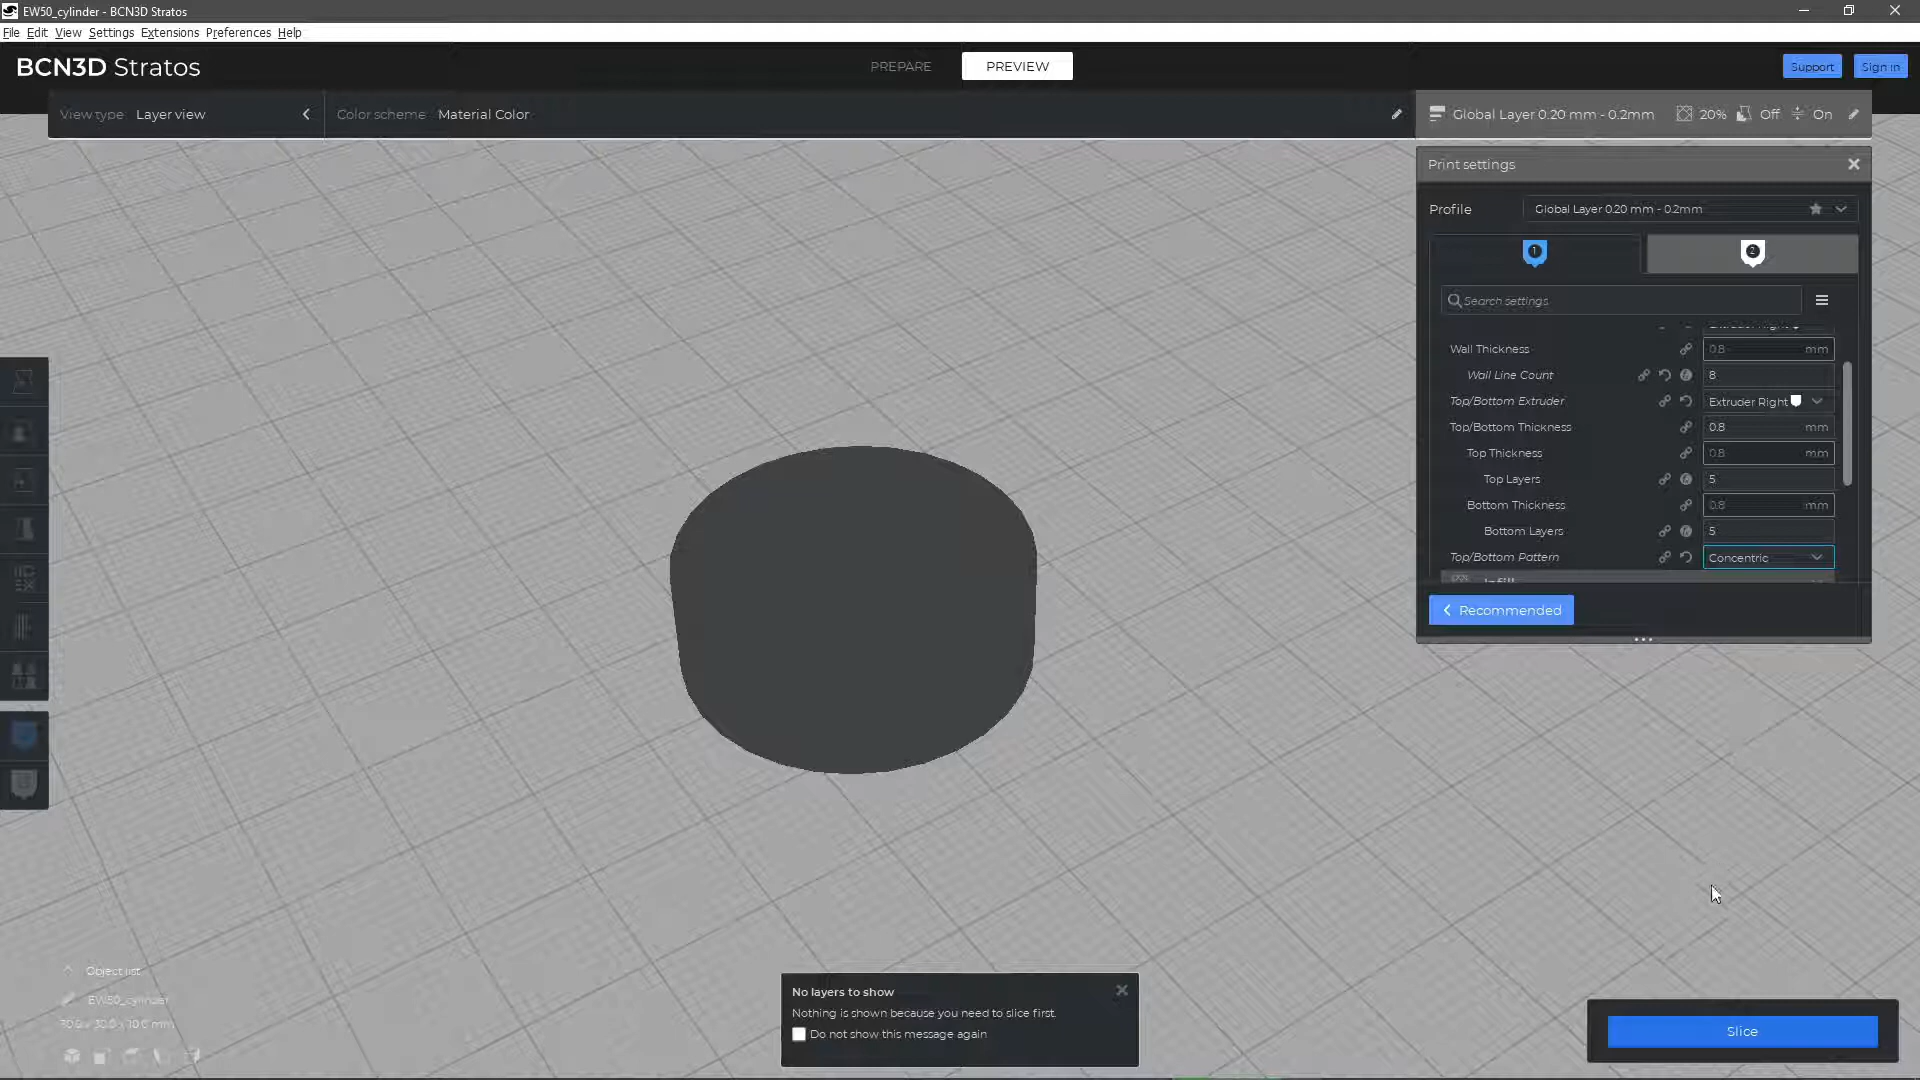 EW50_cylinder - BCN3D Stratos
File Edit View Settings Extensions Preferences Help
BCN3D Stratos
PREPARE
PREVIEW
Support
Sign in
View type Layer view
Color scheme Material Color
Global Layer 0.20 mm - 0.2mm 20% Off On
Print settings
Profile Global Layer 0.20 mm - 0.2mm
1
2
Search settings
Wall Thickness 0.8 mm
Wall Line Count 8
Top/Bottom Extruder Extruder Right
Top/Bottom Thickness 0.8 mm
Top Thickness 0.8 mm
Top Layers 5
Bottom Thickness 0.8 mm
Bottom Layers 5
Top/Bottom Pattern Concentric
Infill
Recommended
Object list
EW50_cylinder
No layers to show
Nothing is shown because you need to slice first.
Do not show this message again
Slice